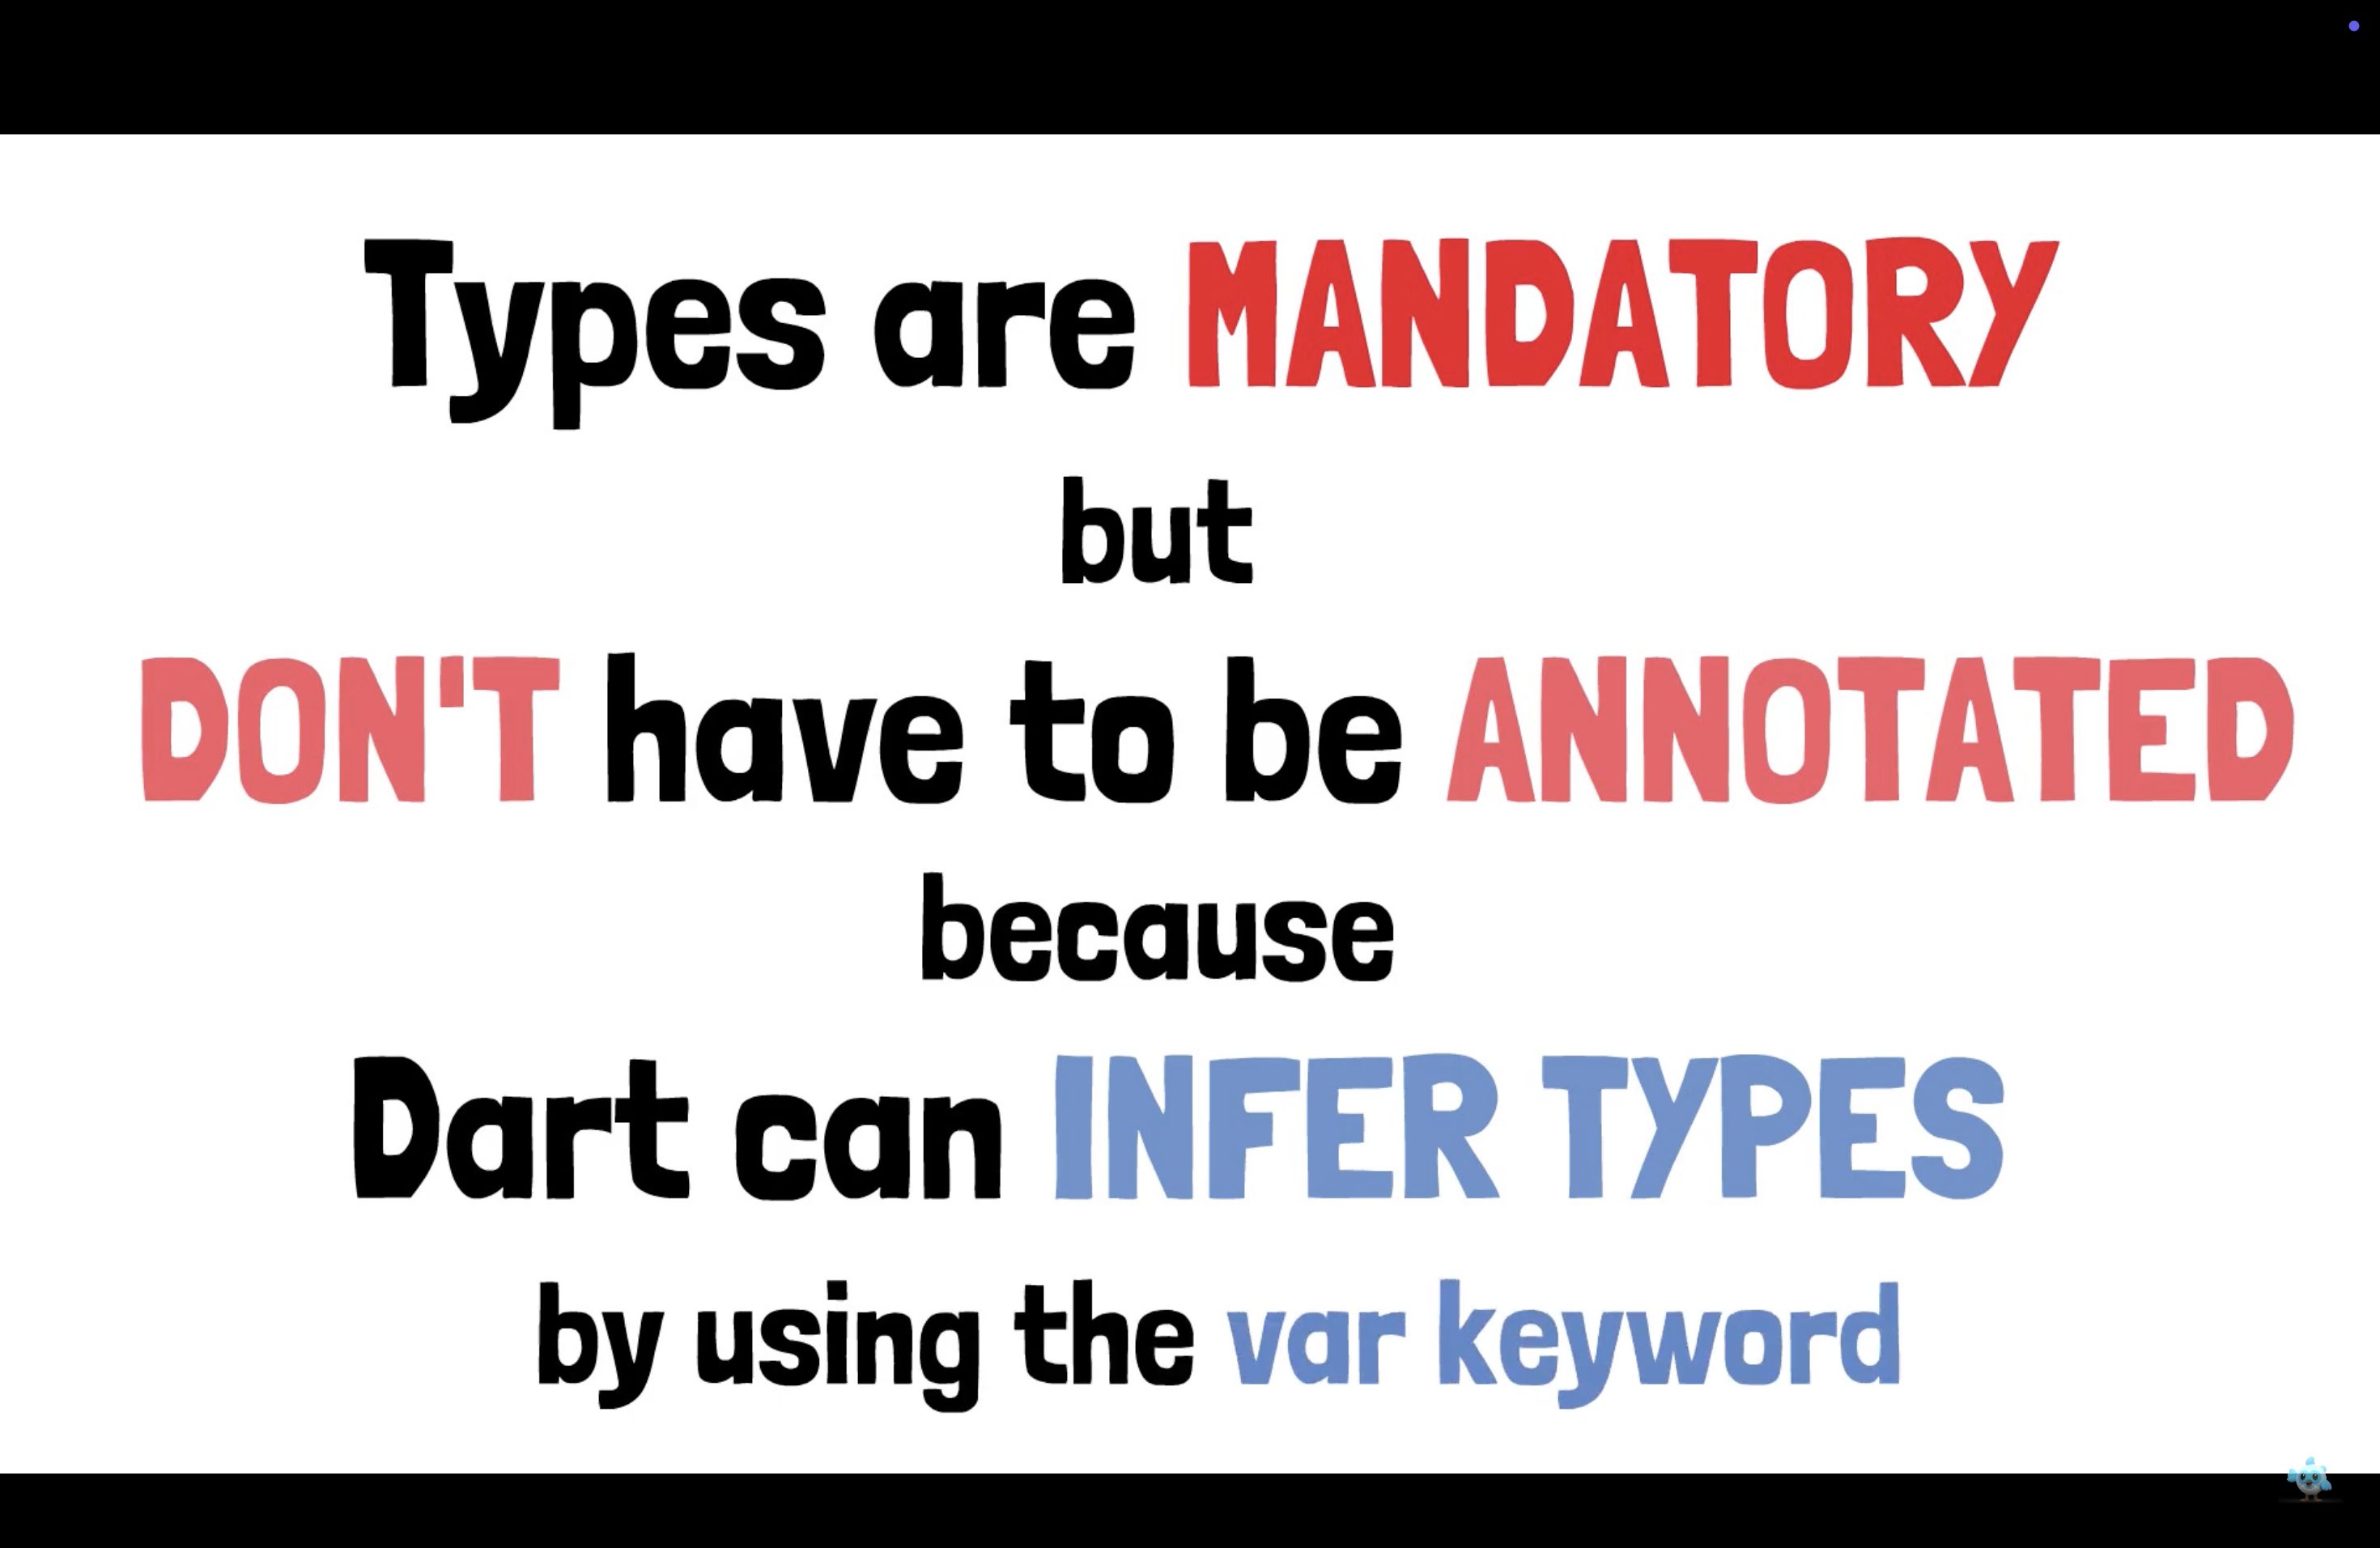 Types are MANDATORY
but
DON'T have to be ANNOTATED
because
Dart can INFER TYPES
by using the var keyword